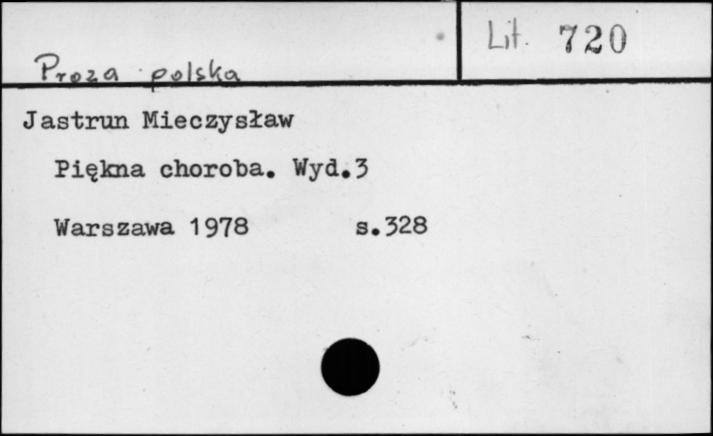 Lit. 720
Proza polska
Jastrun Mieczysław
Piękna choroba. Wyd.3
Warszawa 1978 s.328